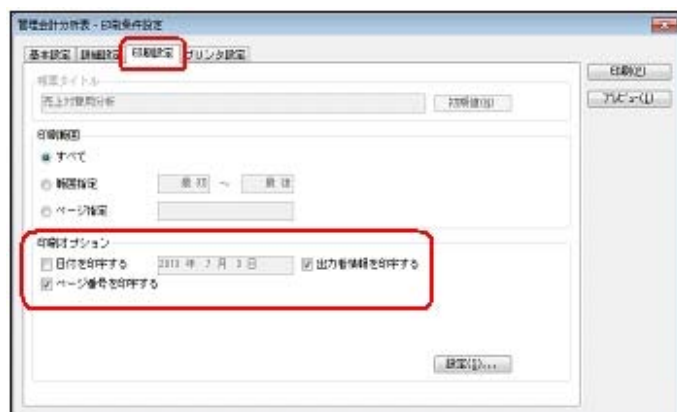 管理会計分析表 - 印刷条件設定
基本設定 詳細設定 印刷設定 プリンタ設定
印刷(P)
帳票タイトル
売上対費用分析 初期値(N)
プレビュー(L)
印刷範囲
すべて
範囲指定 最初 ～ 最後
ページ指定
印刷オプション
日付を印字する 年 7 月 3 日 出力者情報を印字する
ページ番号を印字する
設定(S)...